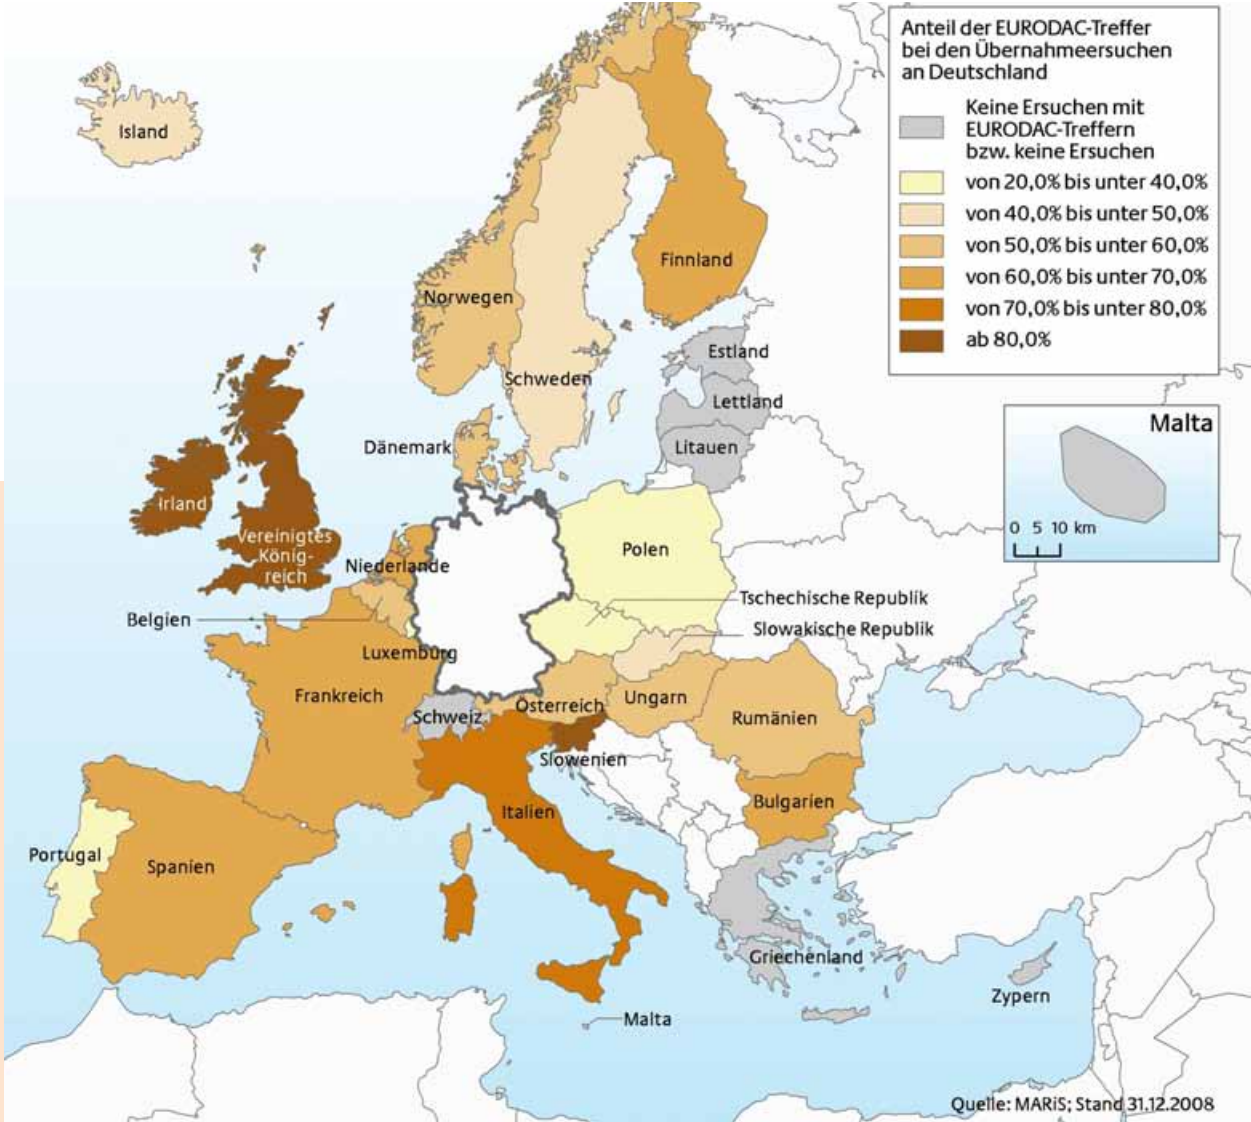 Anteil der EURODAC-Treffer
bei den Übernahmeersuchen
an Deutschland
Keine Ersuchen mit
EURODAC-Treffern
bzw. keine Ersuchen
von 20,0% bis unter 40,0%
von 40,0% bis unter 50,0%
von 50,0% bis unter 60,0%
von 60,0% bis unter 70,0%
von 70,0% bis unter 80,0%
ab 80,0%
Island
Finnland
Norwegen
Estland
Schweden
Lettland
Malta
Dänemark
Litauen
Irland
0 5 10 km
Vereinigtes
König-
reich
Polen
Niederlande
Tschechische Republik
Belgien
Slowakische Republik
Luxemburg
Frankreich
Ungarn
Österreich
Schweiz
Rumänien
Slowenien
Bulgarien
Italien
Portugal
Spanien
Griechenland
Zypern
Malta
Quelle: MARiS; Stand 31.12.2008